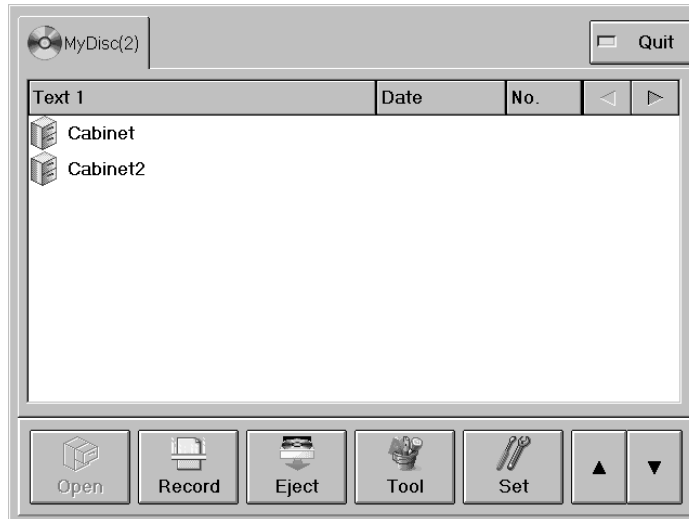 MyDisc(2)
Quit
Text 1 Date No.
Cabinet
Cabinet2
Open Record Eject Tool Set